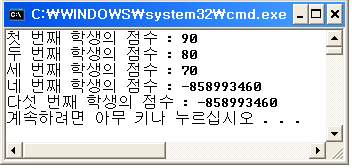 C:₩WINDOWS₩system32₩cmd.exe
첫 번째 학생의 점수 : 90
두 번째 학생의 점수 : 80
세 번째 학생의 점수 : 70
네 번째 학생의 점수 : -858993460
다섯 번째 학생의 점수 : -858993460
계속하려면 아무 키나 누르십시오 . . .